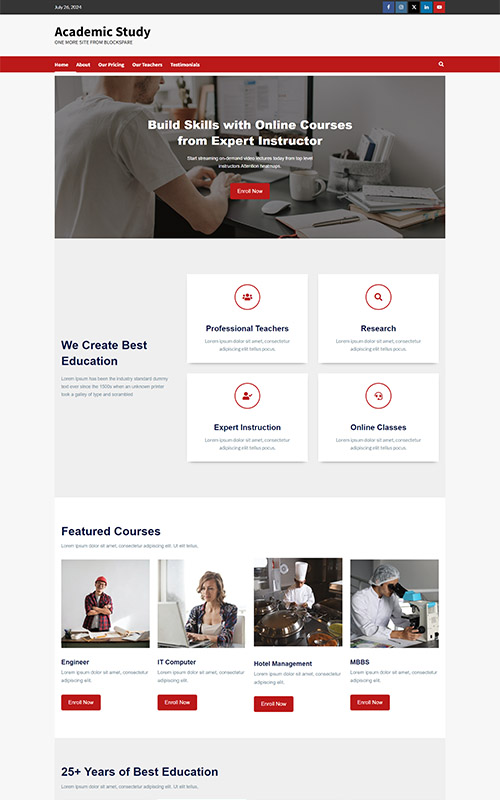 July 26, 2024
Academic Study
ONE MORE SITE FROM BLOCKSPARE
Home About Our Pricing Our Teachers Testimonials
Build Skills with Online Courses
from Expert Instructor
Start streaming on-demand video lectures today from top level
instructors Attention heatmaps.
Enroll Now
We Create Best
Education
Lorem Ipsum has been the industry standard dummy
text ever since the 1500s when an unknown printer
took a galley of type and scrambled
Professional Teachers
Lorem ipsum dolor sit amet, consectetur
adipiscing elit tellus pocus.
Research
Lorem ipsum dolor sit amet, consectetur
adipiscing elit tellus pocus.
Expert Instruction
Lorem ipsum dolor sit amet, consectetur
adipiscing elit tellus pocus.
Online Classes
Lorem ipsum dolor sit amet, consectetur
adipiscing elit tellus pocus.
Featured Courses
Lorem ipsum dolor sit amet, consectetur adipiscing elit. Ut elit tellus,
Engineer
Lorem ipsum dolor sit amet, consectetur
adipiscing elit.
Enroll Now
IT Computer
Lorem ipsum dolor sit amet, consectetur
adipiscing elit.
Enroll Now
Hotel Management
Lorem ipsum dolor sit amet, consectetur
adipiscing elit.
Enroll Now
MBBS
Lorem ipsum dolor sit amet, consectetur
adipiscing elit.
Enroll Now
25+ Years of Best Education
Lorem ipsum dolor sit amet, consectetur adipiscing elit. Ut elit tellus,